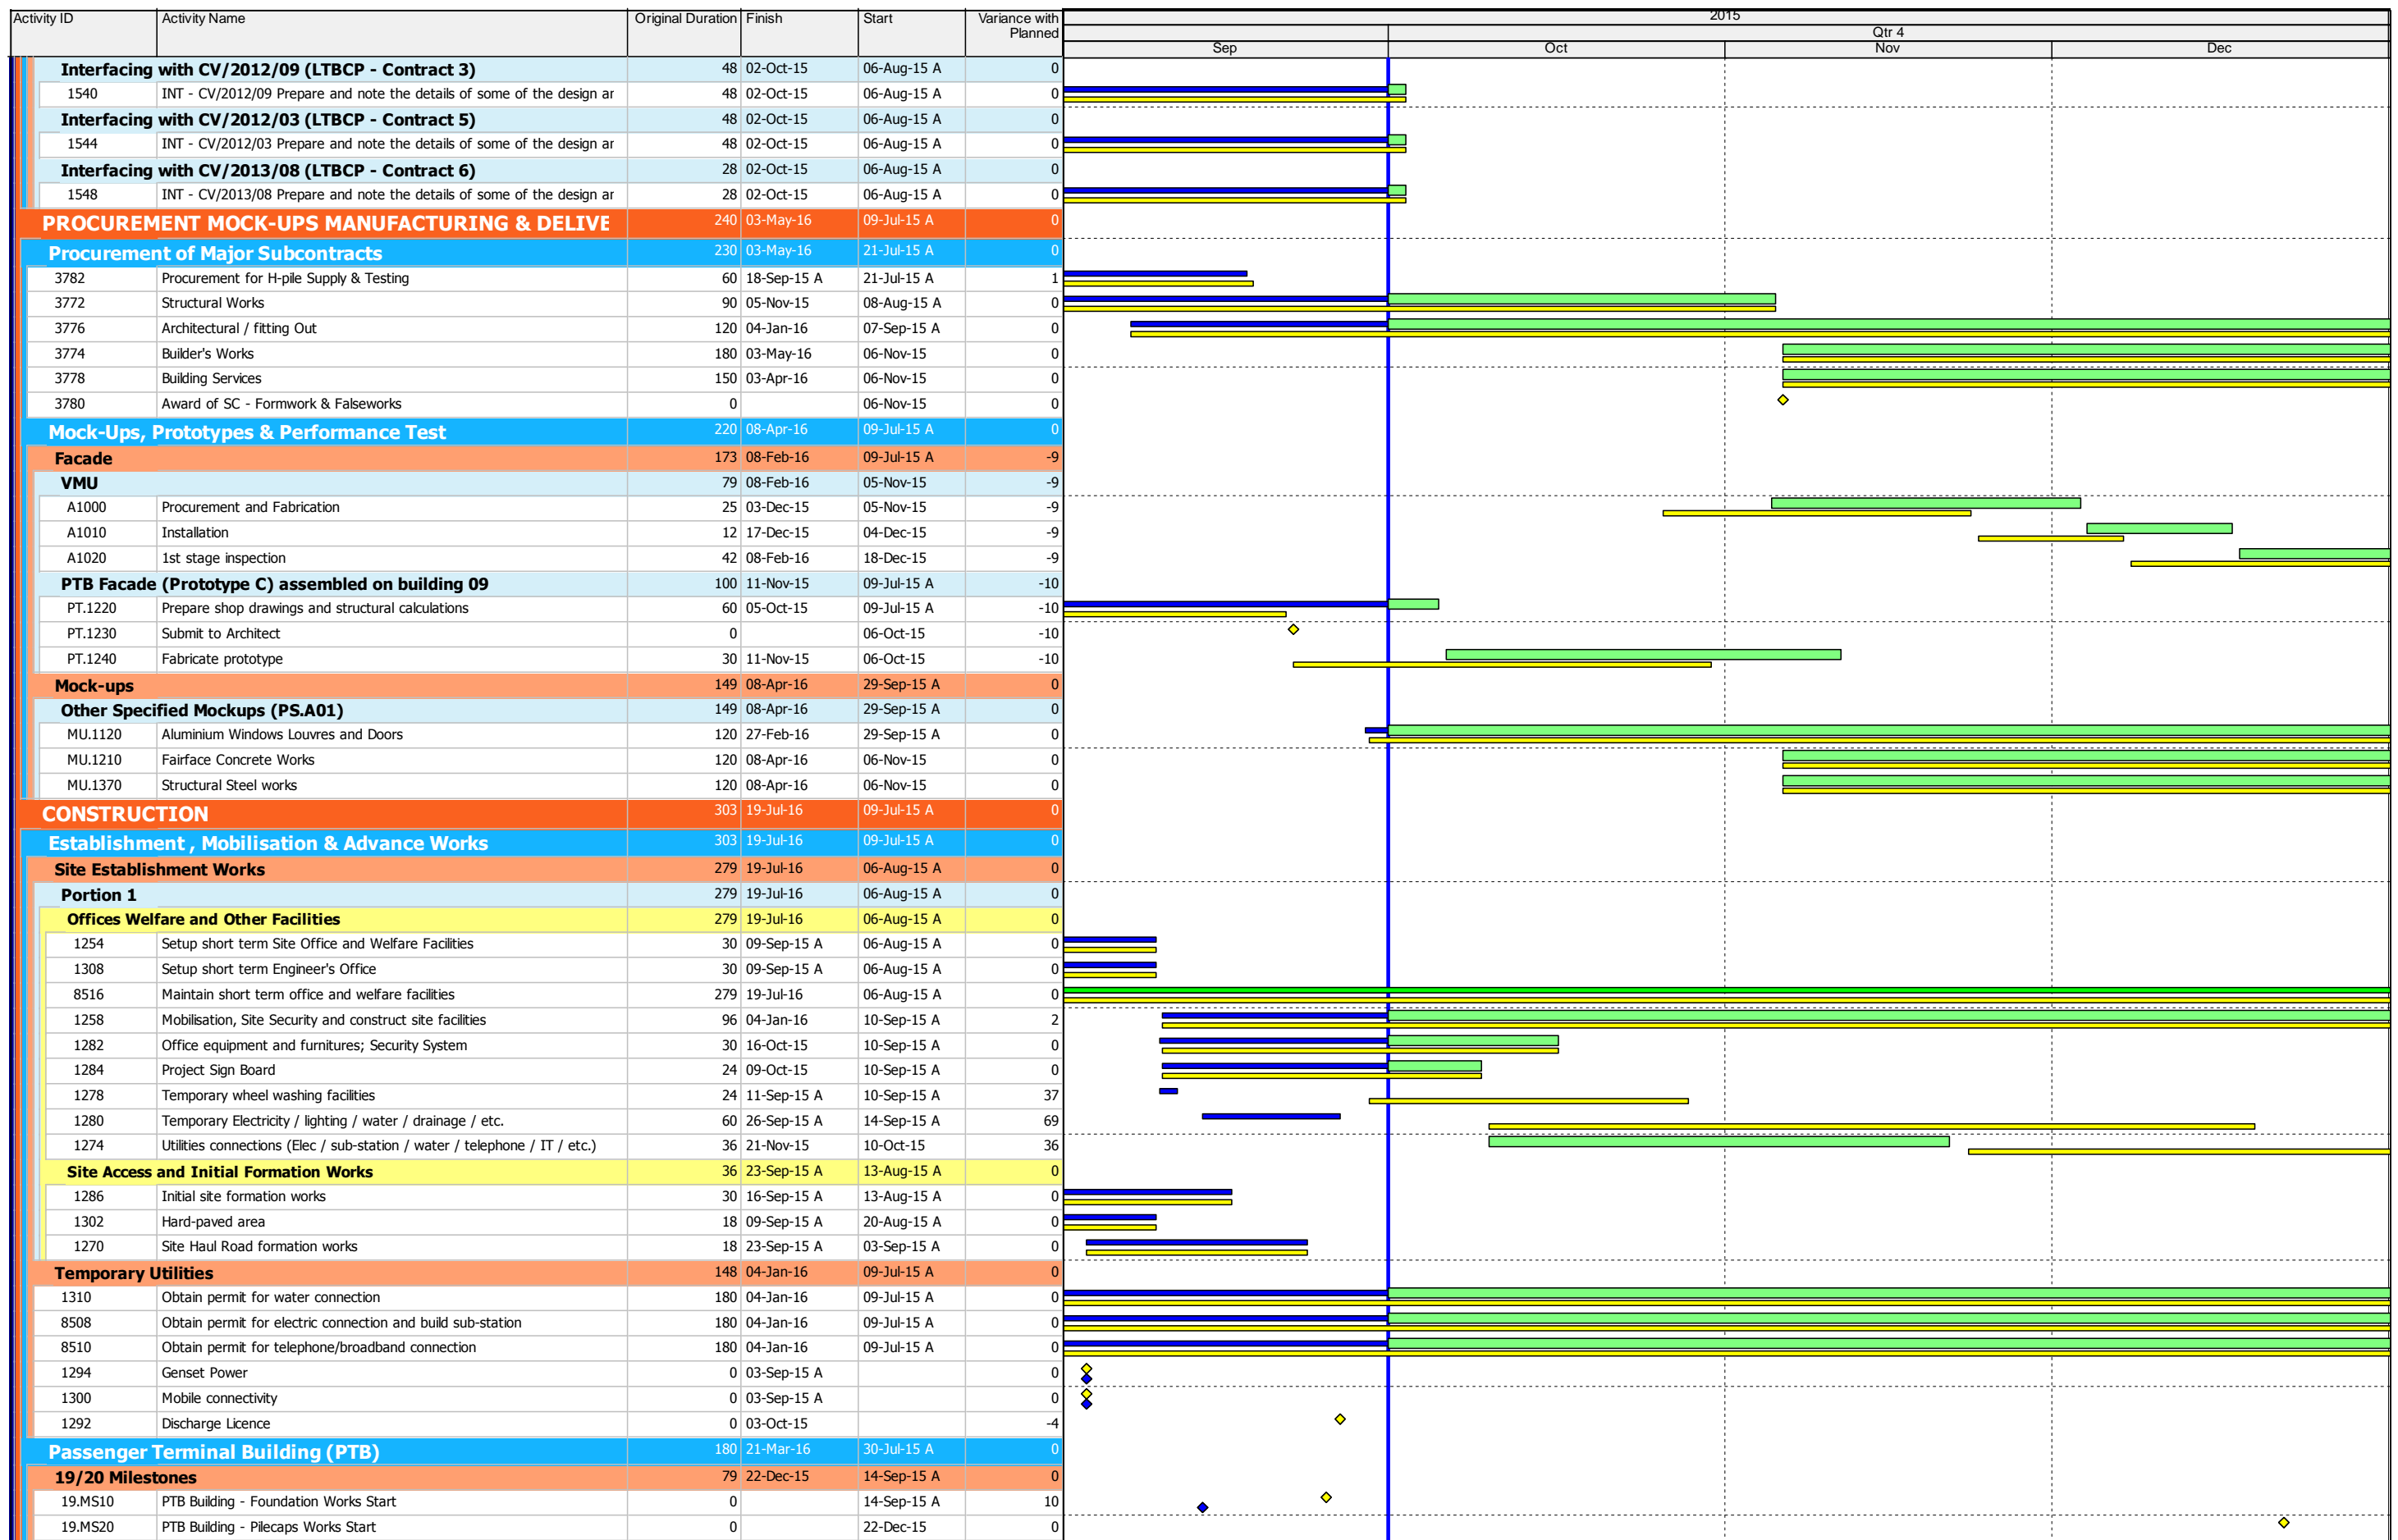 Activity ID Activity Name Original Duration Finish Start Variance with Planned 2015
Qtr 4
Sep Oct Nov Dec
Interfacing with CV/2012/09 (LTBCP - Contract 3) 48 02-Oct-15 06-Aug-15 A 0
1540 INT - CV/2012/09 Prepare and note the details of some of the design ar 48 02-Oct-15 06-Aug-15 A 0
Interfacing with CV/2012/03 (LTBCP - Contract 5) 48 02-Oct-15 06-Aug-15 A 0
1544 INT - CV/2012/03 Prepare and note the details of some of the design ar 48 02-Oct-15 06-Aug-15 A 0
Interfacing with CV/2013/08 (LTBCP - Contract 6) 28 02-Oct-15 06-Aug-15 A 0
1548 INT - CV/2013/08 Prepare and note the details of some of the design ar 28 02-Oct-15 06-Aug-15 A 0
PROCUREMENT MOCK-UPS MANUFACTURING & DELIVE 240 03-May-16 09-Jul-15 A 0
Procurement of Major Subcontracts 230 03-May-16 21-Jul-15 A 0
3782 Procurement for H-pile Supply & Testing 60 18-Sep-15 A 21-Jul-15 A 1
3772 Structural Works 90 05-Nov-15 08-Aug-15 A 0
3776 Architectural / fitting Out 120 04-Jan-16 07-Sep-15 A 0
3774 Builder's Works 180 03-May-16 06-Nov-15 0
3778 Building Services 150 03-Apr-16 06-Nov-15 0
3780 Award of SC - Formwork & Falseworks 0 06-Nov-15 0
Mock-Ups, Prototypes & Performance Test 220 08-Apr-16 09-Jul-15 A 0
Facade 173 08-Feb-16 09-Jul-15 A -9
VMU 79 08-Feb-16 05-Nov-15 -9
A1000 Procurement and Fabrication 25 03-Dec-15 05-Nov-15 -9
A1010 Installation 12 17-Dec-15 04-Dec-15 -9
A1020 1st stage inspection 42 08-Feb-16 18-Dec-15 -9
PTB Facade (Prototype C) assembled on building 09 100 11-Nov-15 09-Jul-15 A -10
PT.1220 Prepare shop drawings and structural calculations 60 05-Oct-15 09-Jul-15 A -10
PT.1230 Submit to Architect 0 06-Oct-15 -10
PT.1240 Fabricate prototype 30 11-Nov-15 06-Oct-15 -10
Mock-ups 149 08-Apr-16 29-Sep-15 A 0
Other Specified Mockups (PS.A01) 149 08-Apr-16 29-Sep-15 A 0
MU.1120 Aluminium Windows Louvres and Doors 120 27-Feb-16 29-Sep-15 A 0
MU.1210 Fairface Concrete Works 120 08-Apr-16 06-Nov-15 0
MU.1370 Structural Steel works 120 08-Apr-16 06-Nov-15 0
CONSTRUCTION 303 19-Jul-16 09-Jul-15 A 0
Establishment , Mobilisation & Advance Works 303 19-Jul-16 09-Jul-15 A 0
Site Establishment Works 279 19-Jul-16 06-Aug-15 A 0
Portion 1 279 19-Jul-16 06-Aug-15 A 0
Offices Welfare and Other Facilities 279 19-Jul-16 06-Aug-15 A 0
1254 Setup short term Site Office and Welfare Facilities 30 09-Sep-15 A 06-Aug-15 A 0
1308 Setup short term Engineer's Office 30 09-Sep-15 A 06-Aug-15 A 0
8516 Maintain short term office and welfare facilities 279 19-Jul-16 06-Aug-15 A 0
1258 Mobilisation, Site Security and construct site facilities 96 04-Jan-16 10-Sep-15 A 2
1282 Office equipment and furnitures; Security System 30 16-Oct-15 10-Sep-15 A 0
1284 Project Sign Board 24 09-Oct-15 10-Sep-15 A 0
1278 Temporary wheel washing facilities 24 11-Sep-15 A 10-Sep-15 A 37
1280 Temporary Electricity / lighting / water / drainage / etc. 60 26-Sep-15 A 14-Sep-15 A 69
1274 Utilities connections (Elec / sub-station / water / telephone / IT / etc.) 36 21-Nov-15 10-Oct-15 36
Site Access and Initial Formation Works 36 23-Sep-15 A 13-Aug-15 A 0
1286 Initial site formation works 30 16-Sep-15 A 13-Aug-15 A 0
1302 Hard-paved area 18 09-Sep-15 A 20-Aug-15 A 0
1270 Site Haul Road formation works 18 23-Sep-15 A 03-Sep-15 A 0
Temporary Utilities 148 04-Jan-16 09-Jul-15 A 0
1310 Obtain permit for water connection 180 04-Jan-16 09-Jul-15 A 0
8508 Obtain permit for electric connection and build sub-station 180 04-Jan-16 09-Jul-15 A 0
8510 Obtain permit for telephone/broadband connection 180 04-Jan-16 09-Jul-15 A 0
1294 Genset Power 0 03-Sep-15 A 0
1300 Mobile connectivity 0 03-Sep-15 A 0
1292 Discharge Licence 0 03-Oct-15 -4
Passenger Terminal Building (PTB) 180 21-Mar-16 30-Jul-15 A 0
19/20 Milestones 79 22-Dec-15 14-Sep-15 A 0
19.MS10 PTB Building - Foundation Works Start 0 14-Sep-15 A 10
19.MS20 PTB Building - Pilecaps Works Start 0 22-Dec-15 0